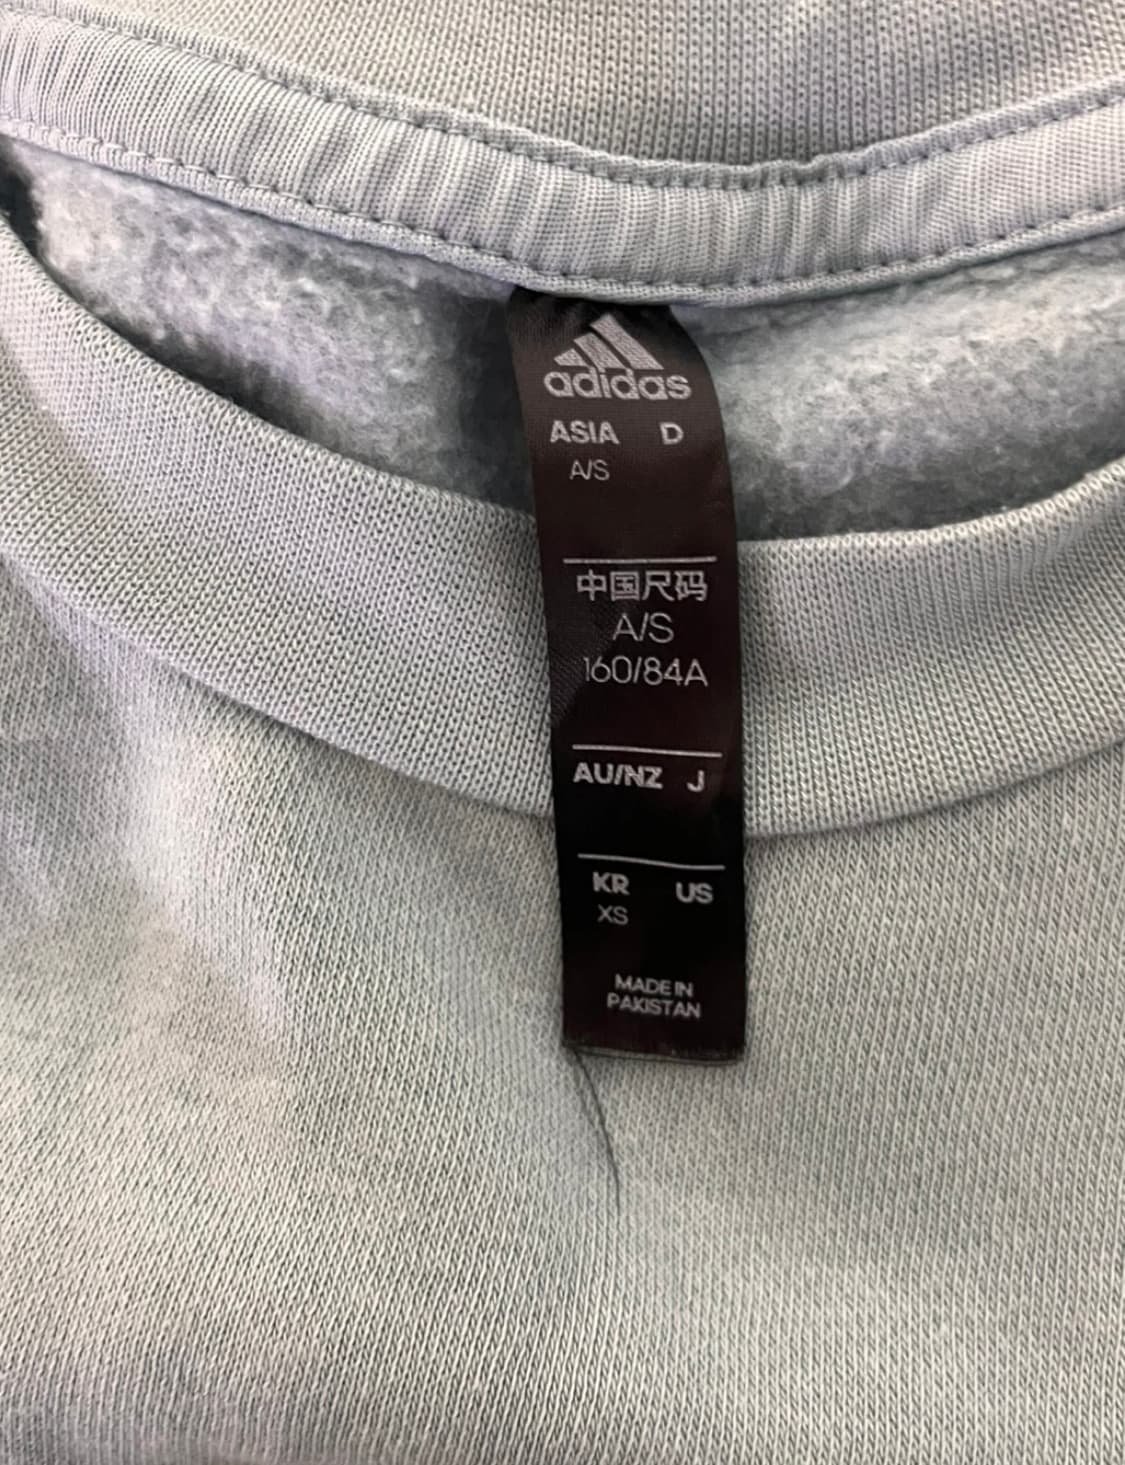 adidas
ASIA D
A/S
中国尺码
A/S
160/84A
AU/NZ J
KR US
XS
MADE IN
PAKISTAN